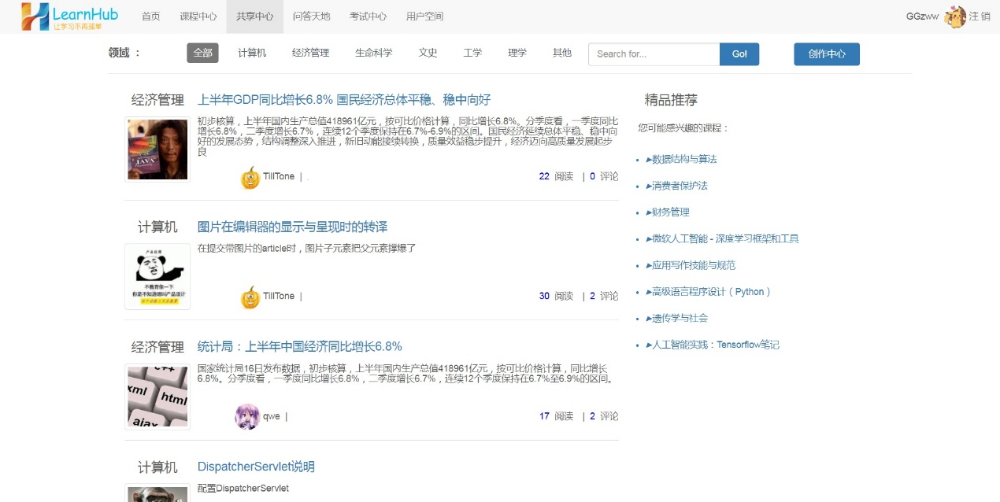 LearnHub
让学习不再孤单
首页 课程中心 共享中心 问答天地 考试中心 用户空间
GGzww 注 销
领域 : 全部 计算机 经济管理 生命科学 文史 工学 理学 其他 Search for... Go! 创作中心
经济管理
上半年GDP同比增长6.8% 国民经济总体平稳、稳中向好
初步核算,上半年国内生产总值418961亿元,按可比价格计算,同比增长6.8%。分季度看,一季度同比
增长6.8%,二季度增长6.7%,连续12个季度保持在6.7%-6.9%的区间。国民经济延续总体平稳、稳中向
好的发展态势,结构调整深入推进,新旧动能接续转换,质量效益稳步提升,经济迈向高质量发展起步
良
JAVA
TillTone | .
22 阅读 | 0 评论
计算机
图片在编辑器的显示与呈现时的转译
在提交带图片的article时,图片子元素把父元素撑爆了
产品经理
不教育你一下
你是不知道啥叫产品设计
TillTone |
30 阅读 | 2 评论
经济管理
统计局:上半年中国经济同比增长6.8%
国家统计局16日发布数据,初步核算,上半年国内生产总值418961亿元,按可比价格计算,同比增长
6.8%。分季度看,一季度同比增长6.8%,二季度增长6.7%,连续12个季度保持在6.7%至6.9%的区间。
c++
xml
html
ajax
qwe |
17 阅读 | 2 评论
计算机
DispatcherServlet说明
配置DispatcherServlet
精品推荐
您可能感兴趣的课程:
▸数据结构与算法
▸消费者保护法
▸财务管理
▸微软人工智能 - 深度学习框架和工具
▸应用写作技能与规范
▸高级语言程序设计(Python)
▸遗传学与社会
▸人工智能实践:Tensorflow笔记